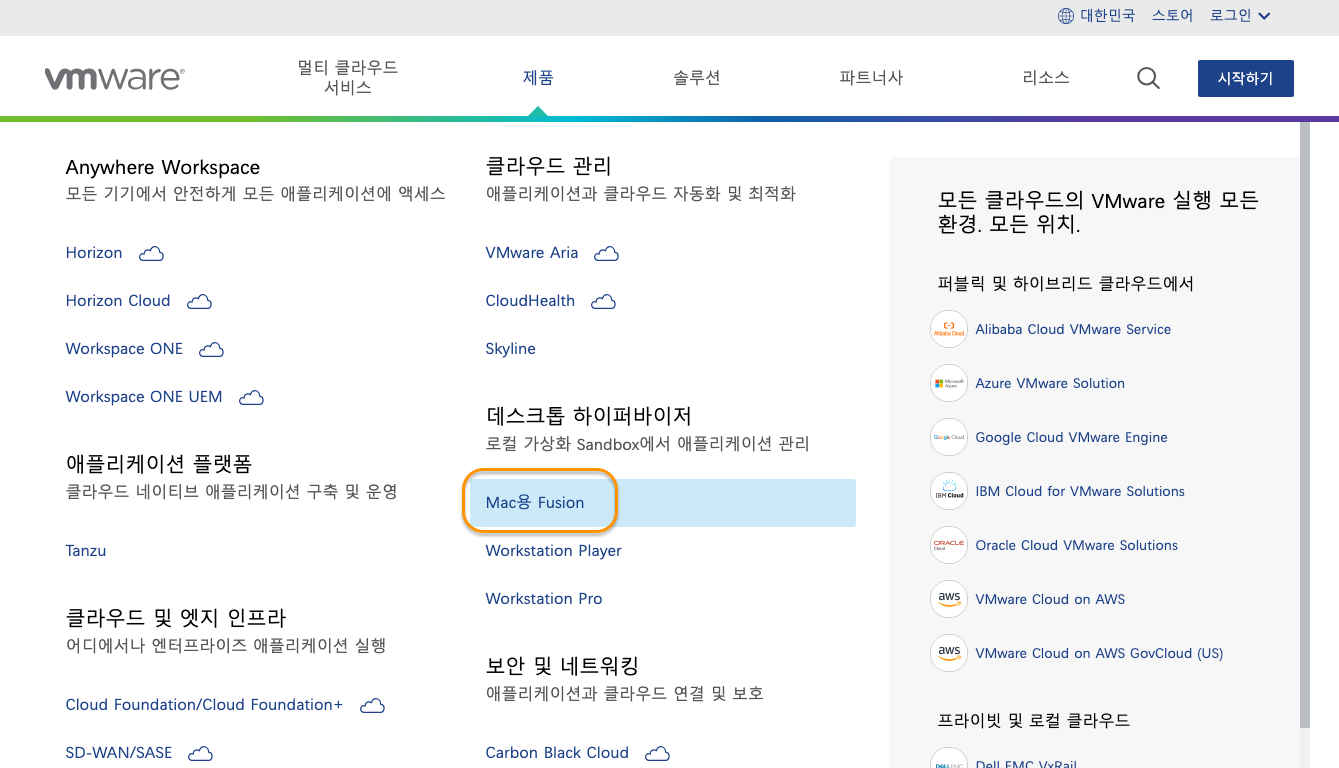 대한민국 스토어 로그인
vmware®
멀티 클라우드
서비스
제품
솔루션
파트너사
리소스
시작하기
Anywhere Workspace
모든 기기에서 안전하게 모든 애플리케이션에 액세스
Horizon
Horizon Cloud
Workspace ONE
Workspace ONE UEM
애플리케이션 플랫폼
클라우드 네이티브 애플리케이션 구축 및 운영
Tanzu
클라우드 및 엣지 인프라
어디에서나 엔터프라이즈 애플리케이션 실행
Cloud Foundation/Cloud Foundation+
SD-WAN/SASE
클라우드 관리
애플리케이션과 클라우드 자동화 및 최적화
VMware Aria
CloudHealth
Skyline
데스크톱 하이퍼바이저
로컬 가상화 Sandbox에서 애플리케이션 관리
Mac용 Fusion
Workstation Player
Workstation Pro
보안 및 네트워킹
애플리케이션과 클라우드 연결 및 보호
Carbon Black Cloud
모든 클라우드의 VMware 실행 모든
환경. 모든 위치.
퍼블릭 및 하이브리드 클라우드에서
Alibaba Cloud
Alibaba Cloud VMware Service
Microsoft
Azure
Azure VMware Solution
Google Cloud
Google Cloud VMware Engine
IBM Cloud
IBM Cloud for VMware Solutions
ORACLE
Cloud
Oracle Cloud VMware Solutions
aws
VMware Cloud on AWS
aws
VMware Cloud on AWS GovCloud (US)
프라이빗 및 로컬 클라우드
Dell EMC VxRail